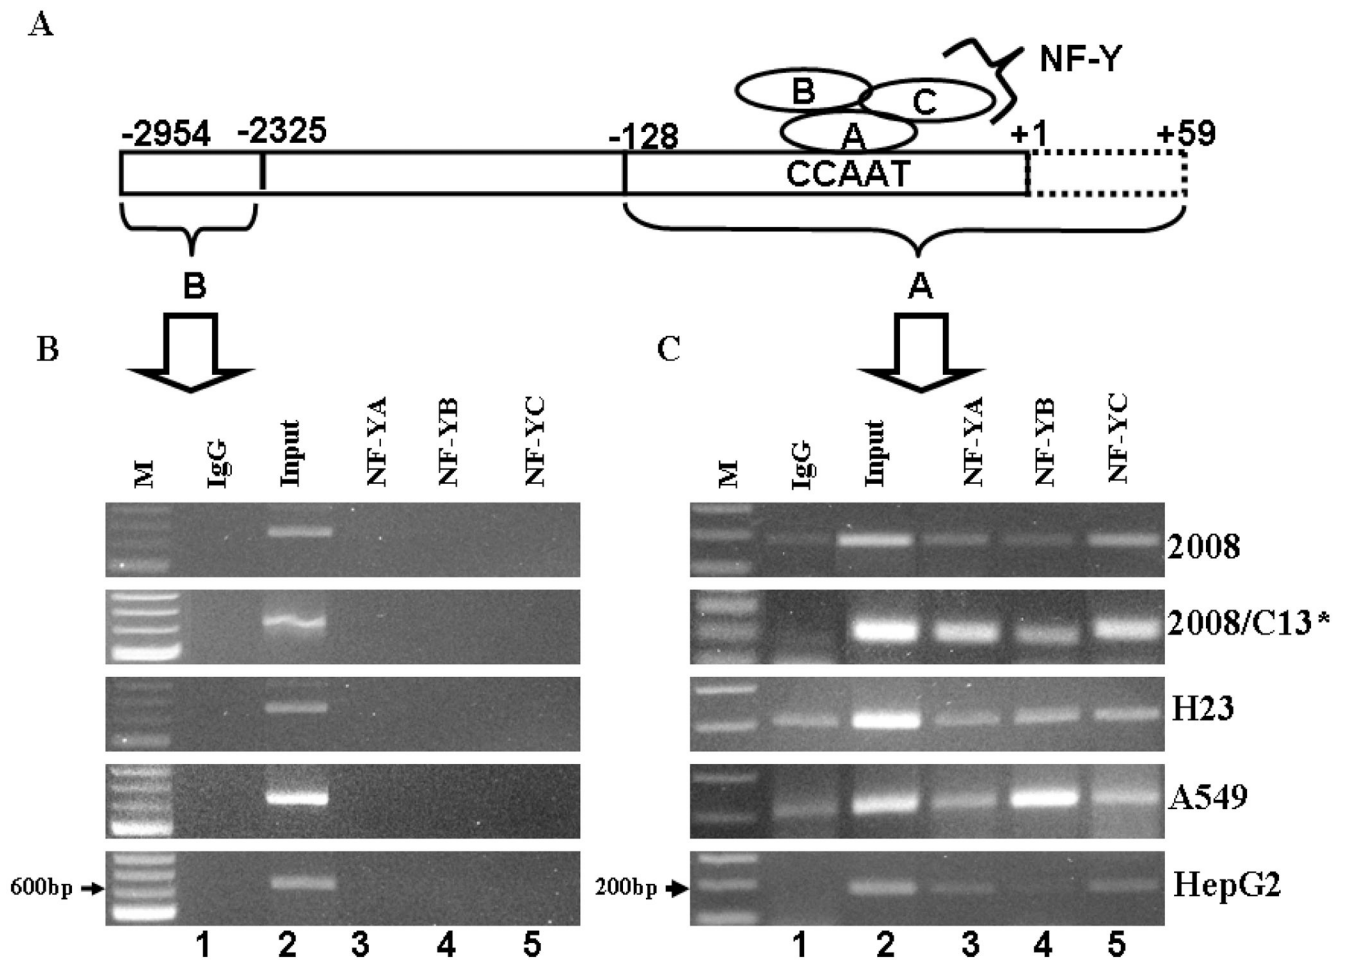 A
NF-Y
B
C
A
-2954
-2325
-128
+1
+59
CCAAT
B
A
B
C
M
IgG
Input
NF-YA
NF-YB
NF-YC
M
IgG
Input
NF-YA
NF-YB
NF-YC
2008
2008/C13*
H23
A549
600bp
200bp
HepG2
1 2 3 4 5
1 2 3 4 5